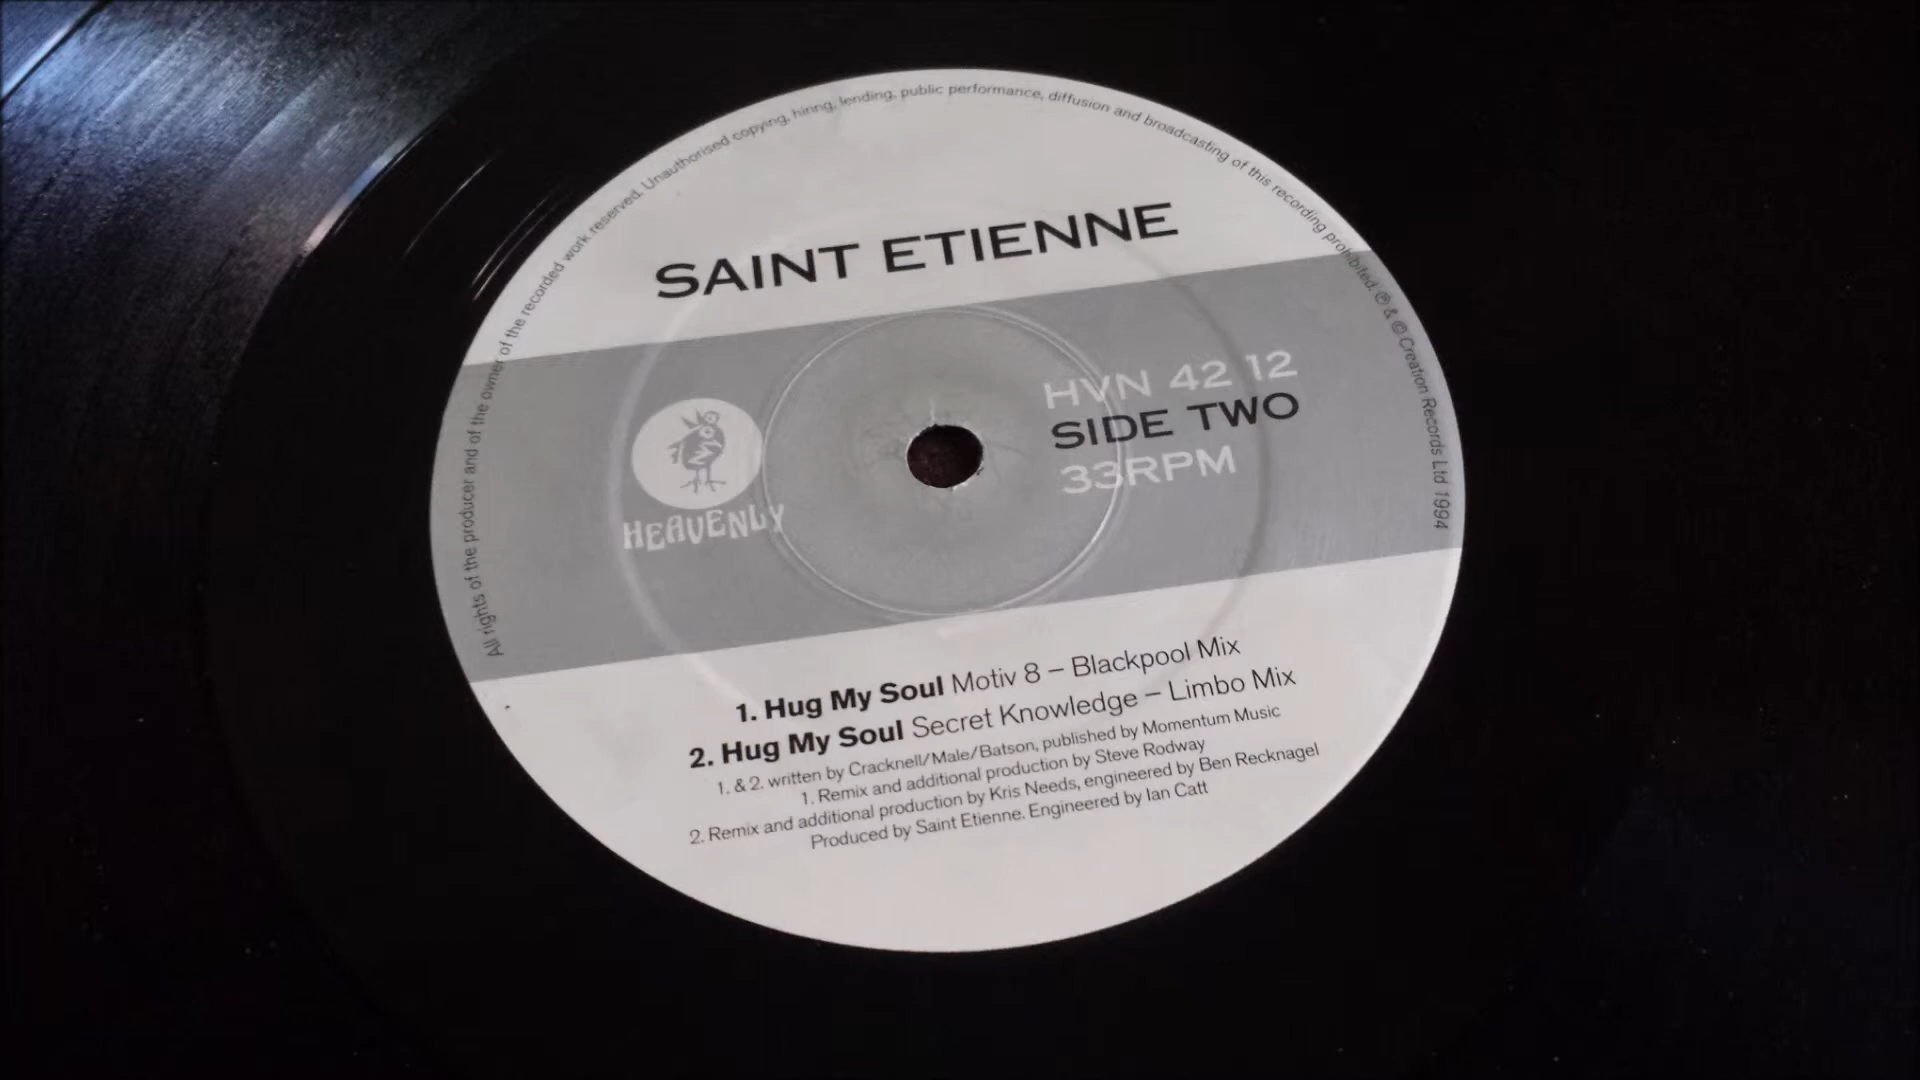 All rights of the producer and of the owner of the recorded work reserved. Unauthorised copying, hiring, lending, public performance, diffusion and broadcasting of this recording prohibited. ℗ & © Creation Records Ltd 1994
SAINT ETIENNE
HVN 42 12
SIDE TWO
33RPM
HEAVENLY
1. Hug My Soul Motiv 8 – Blackpool Mix
2. Hug My Soul Secret Knowledge – Limbo Mix
1. & 2. written by Cracknell/Male/Batson, published by Momentum Music
1. Remix and additional production by Steve Rodway
2. Remix and additional production by Kris Needs, engineered by Ben Recknagel
Produced by Saint Etienne. Engineered by Ian Catt